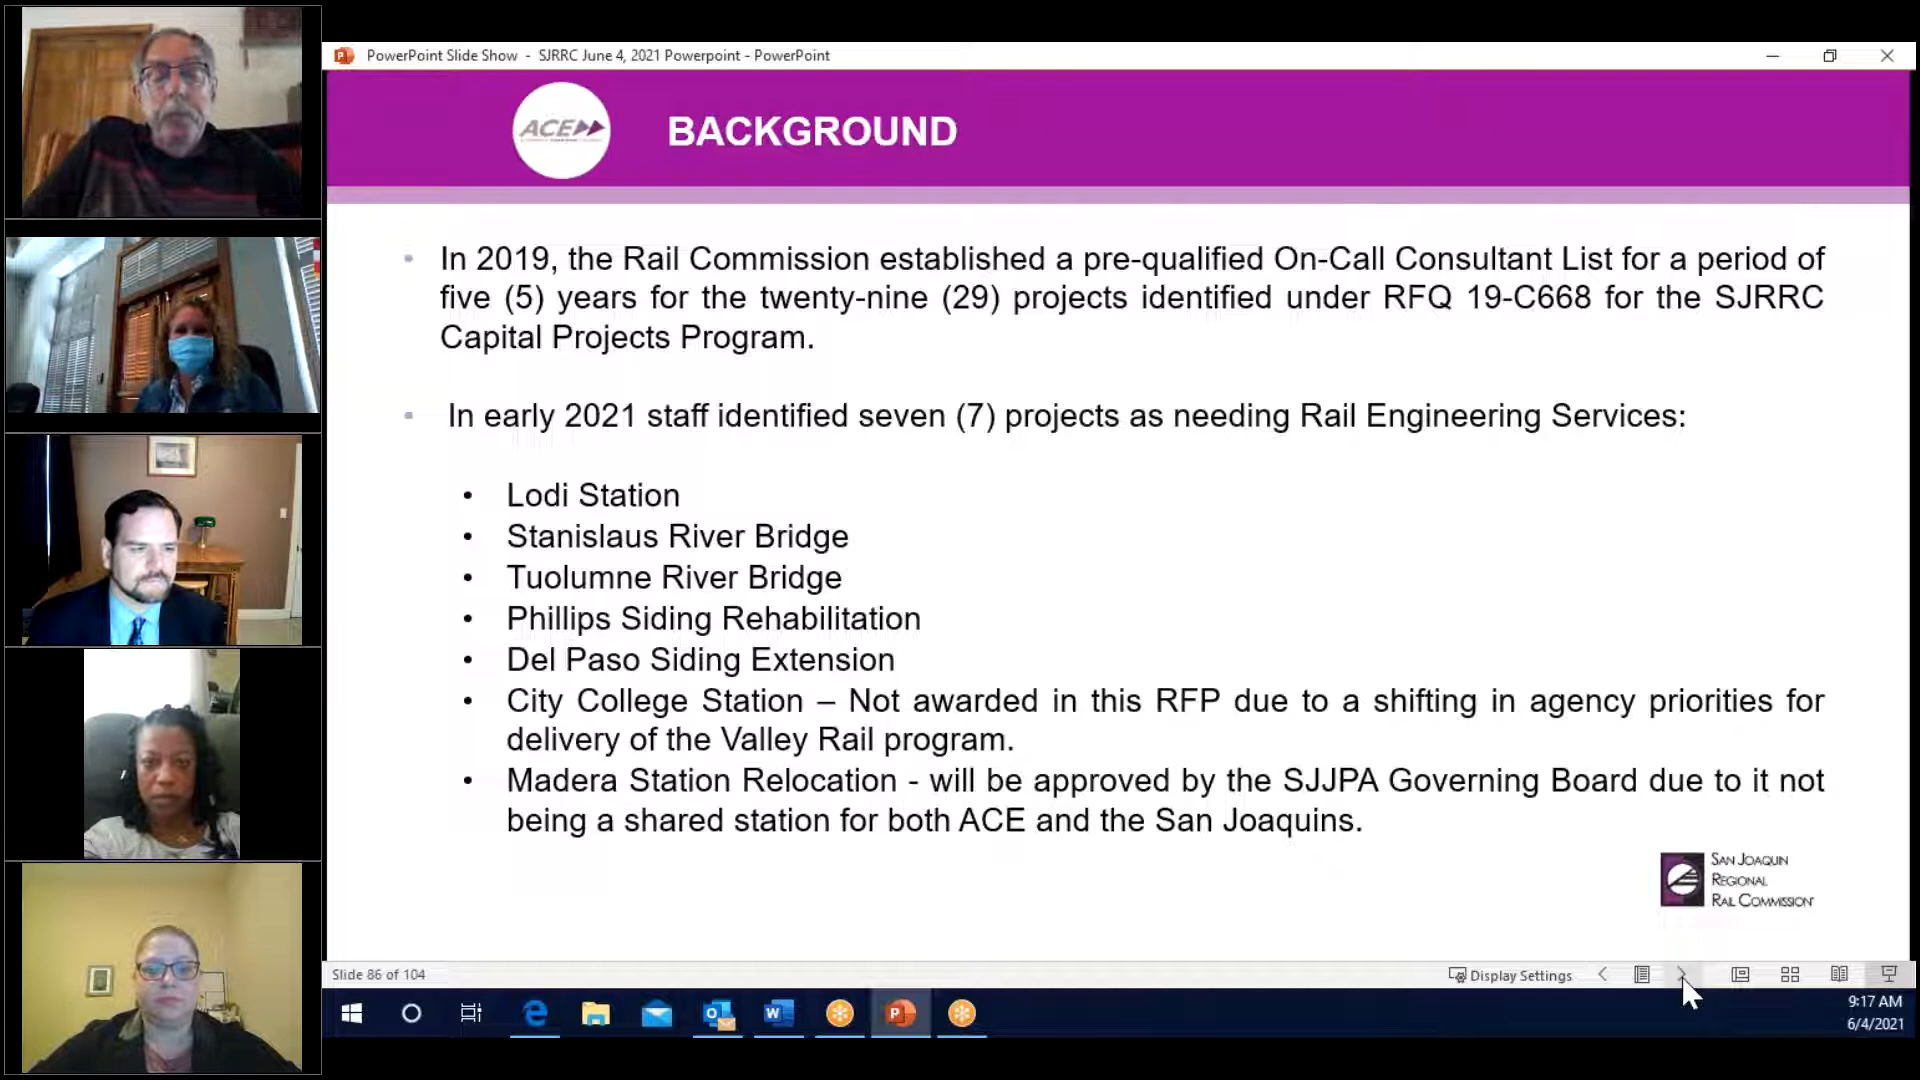 PowerPoint Slide Show - SJRRC June 4, 2021 Powerpoint - PowerPoint
ACE
BACKGROUND
In 2019, the Rail Commission established a pre-qualified On-Call Consultant List for a period of
five (5) years for the twenty-nine (29) projects identified under RFQ 19-C668 for the SJRRC
Capital Projects Program.
In early 2021 staff identified seven (7) projects as needing Rail Engineering Services:
• Lodi Station
• Stanislaus River Bridge
• Tuolumne River Bridge
• Phillips Siding Rehabilitation
• Del Paso Siding Extension
• City College Station – Not awarded in this RFP due to a shifting in agency priorities for
delivery of the Valley Rail program.
• Madera Station Relocation - will be approved by the SJJPA Governing Board due to it not
being a shared station for both ACE and the San Joaquins.
SAN JOAQUIN
REGIONAL
RAIL COMMISSION
Slide 86 of 104
Display Settings
9:17 AM
6/4/2021